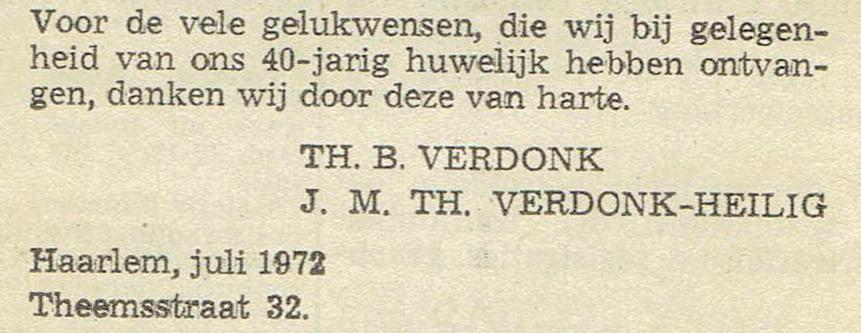 Voor de vele gelukwensen, die wij bij gelegen-
heid van ons 40-jarig huwelijk hebben ontvan-
gen, danken wij door deze van harte.
TH. B. VERDONK
J. M. TH. VERDONK-HEILIG
Haarlem, juli 1972
Theemsstraat 32.